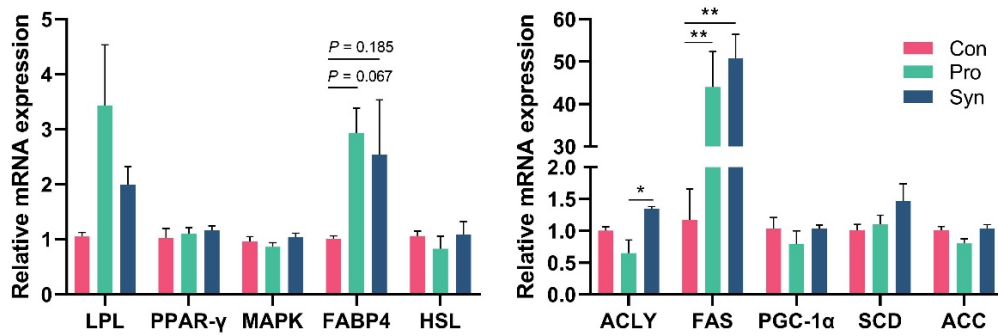 Relative mRNA expression
5
4
3
2
1
0
P = 0.185
P = 0.067
LPL PPAR-γ MAPK FABP4 HSL
Relative mRNA expression
60
50
40
30
2.0
1.5
1.0
0.5
0.0
**
**
*
Con
Pro
Syn
ACLY FAS PGC-1α SCD ACC